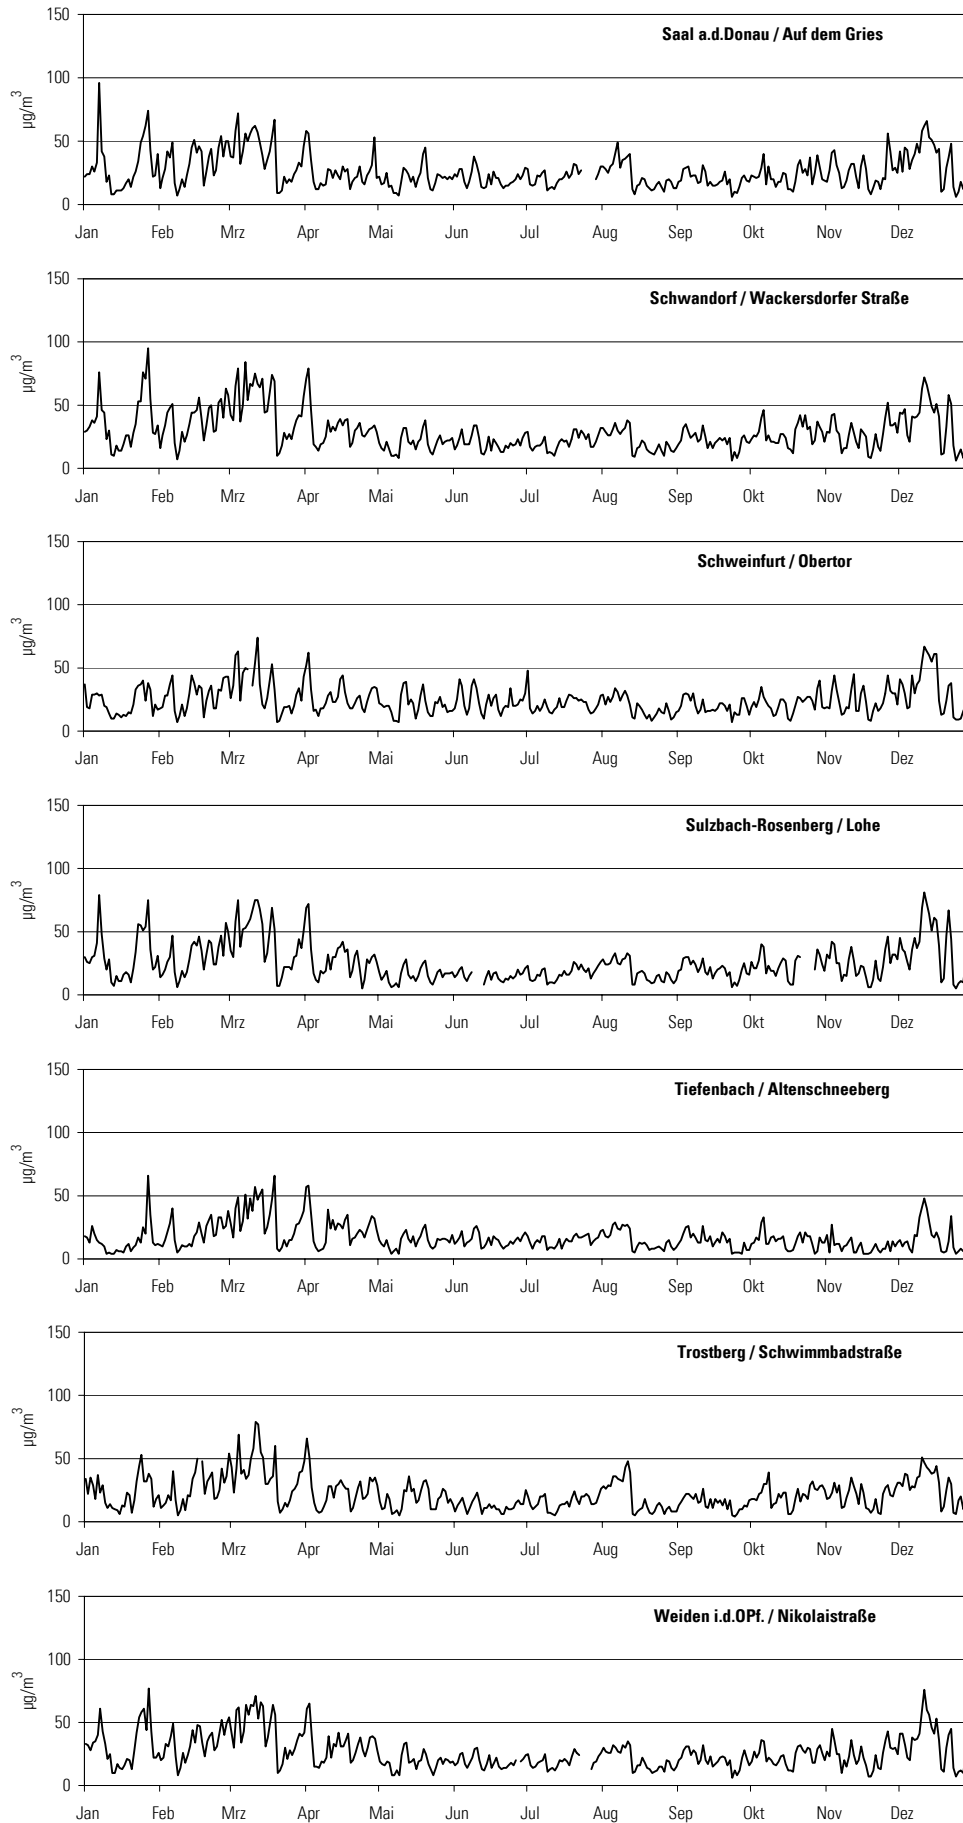 150
Saal a.d.Donau / Auf dem Gries
100
µg/m³
50
0
Jan Feb Mrz Apr Mai Jun Jul Aug Sep Okt Nov Dez
150
Schwandorf / Wackersdorfer Straße
100
µg/m³
50
0
Jan Feb Mrz Apr Mai Jun Jul Aug Sep Okt Nov Dez
150
Schweinfurt / Obertor
100
µg/m³
50
0
Jan Feb Mrz Apr Mai Jun Jul Aug Sep Okt Nov Dez
150
Sulzbach-Rosenberg / Lohe
100
µg/m³
50
0
Jan Feb Mrz Apr Mai Jun Jul Aug Sep Okt Nov Dez
150
Tiefenbach / Altenschneeberg
100
µg/m³
50
0
Jan Feb Mrz Apr Mai Jun Jul Aug Sep Okt Nov Dez
150
Trostberg / Schwimmbadstraße
100
µg/m³
50
0
Jan Feb Mrz Apr Mai Jun Jul Aug Sep Okt Nov Dez
150
Weiden i.d.OPf. / Nikolaistraße
100
µg/m³
50
0
Jan Feb Mrz Apr Mai Jun Jul Aug Sep Okt Nov Dez